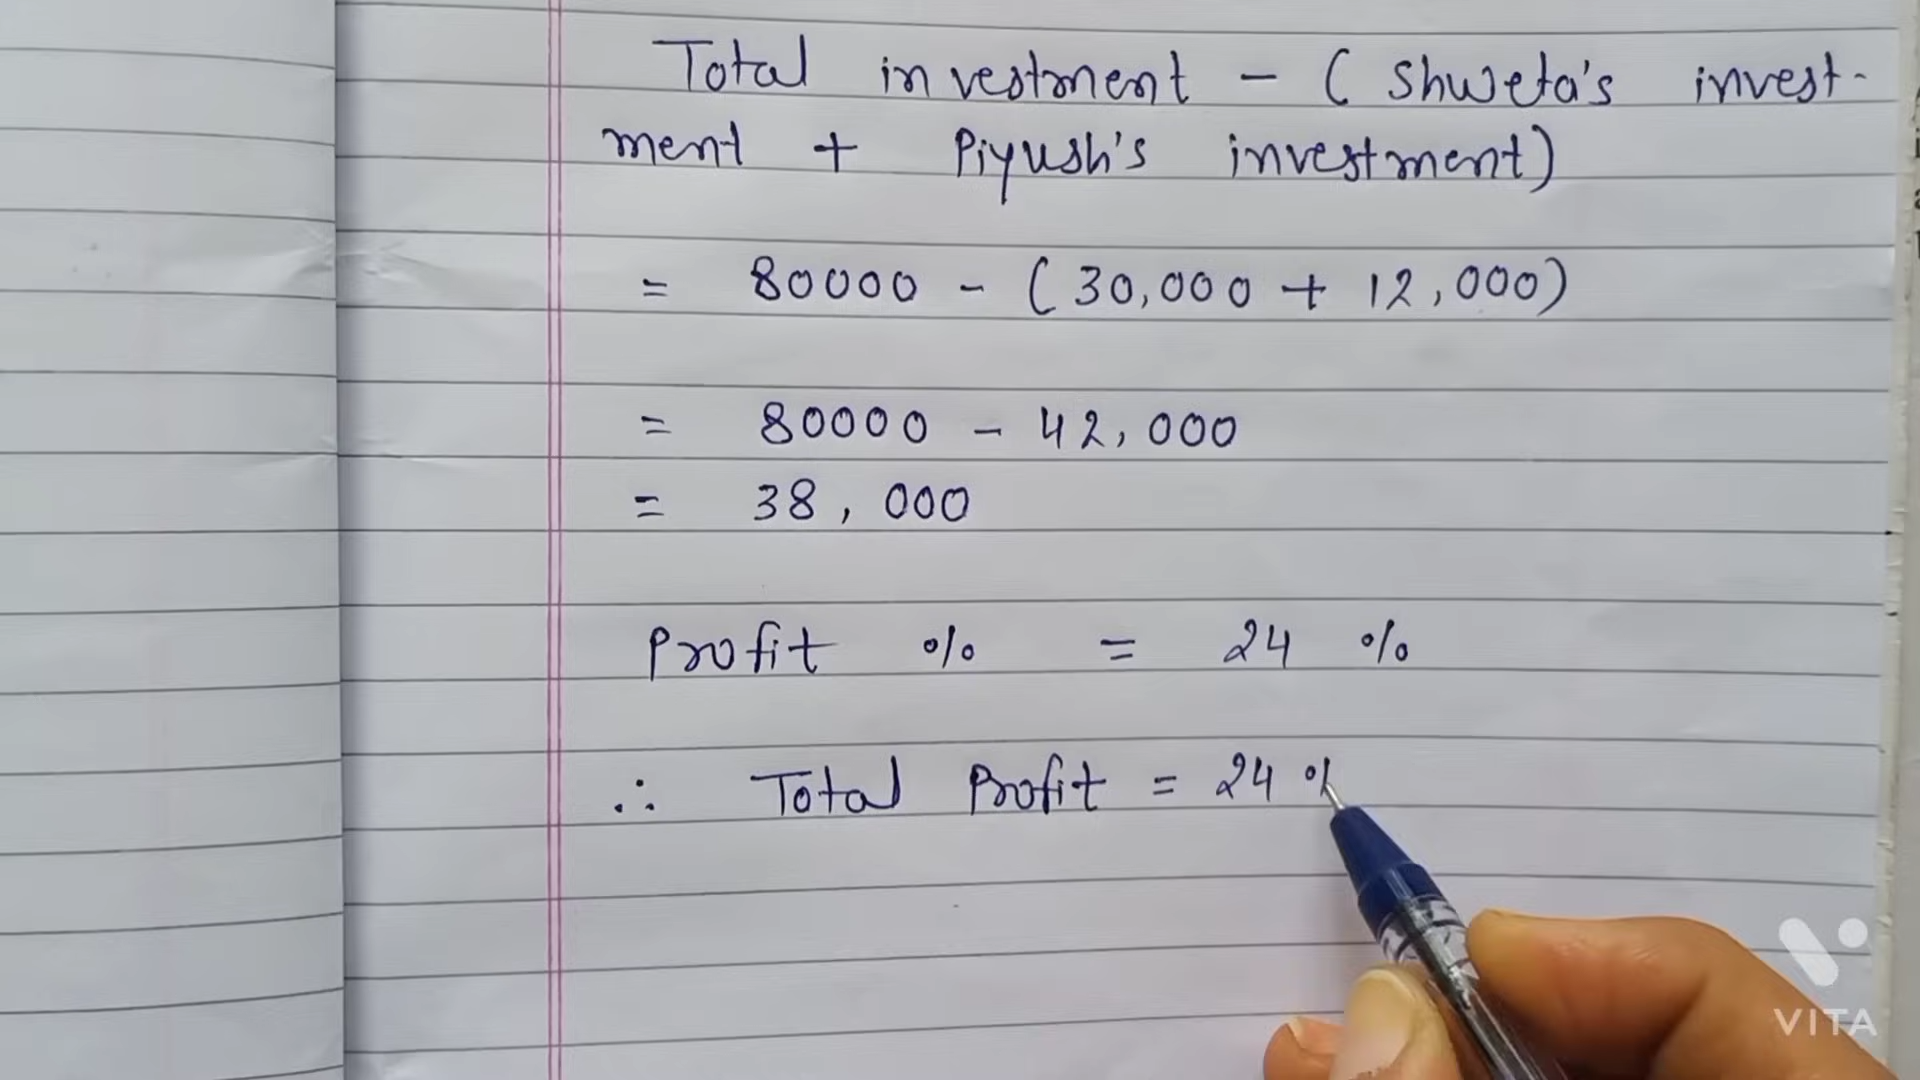 Total investment - (Shweta's invest-
ment + Piyush's investment)
= 80000 - (30,000 + 12,000)
= 80000 - 42,000
= 38,000
Profit % = 24 %
∴ Total Profit = 24 %
VITA